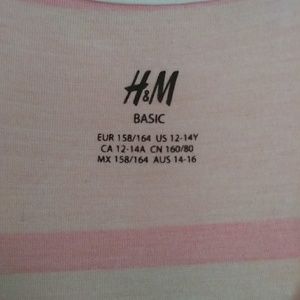 H&M
BASIC
EUR 158/164 US 12-14Y
CA 12-14A CN 160/80
MX 158/164 AUS 14-16